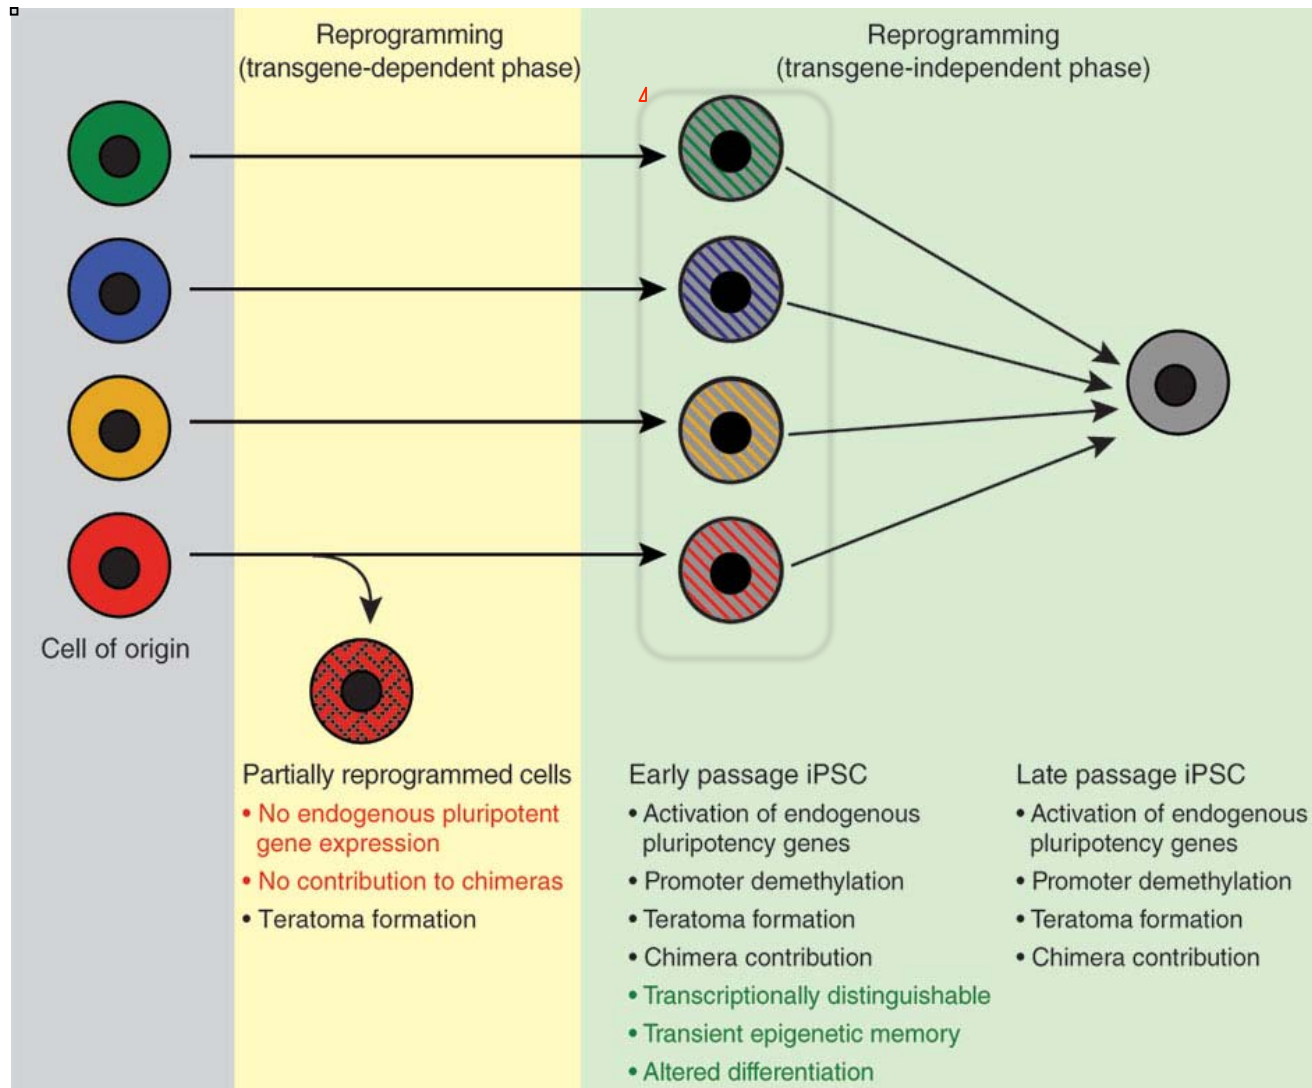 Reprogramming
(transgene-dependent phase)
Reprogramming
(transgene-independent phase)
Cell of origin
Partially reprogrammed cells
• No endogenous pluripotent
gene expression
• No contribution to chimeras
• Teratoma formation
Early passage iPSC
• Activation of endogenous
pluripotency genes
• Promoter demethylation
• Teratoma formation
• Chimera contribution
• Transcriptionally distinguishable
• Transient epigenetic memory
• Altered differentiation
Late passage iPSC
• Activation of endogenous
pluripotency genes
• Promoter demethylation
• Teratoma formation
• Chimera contribution